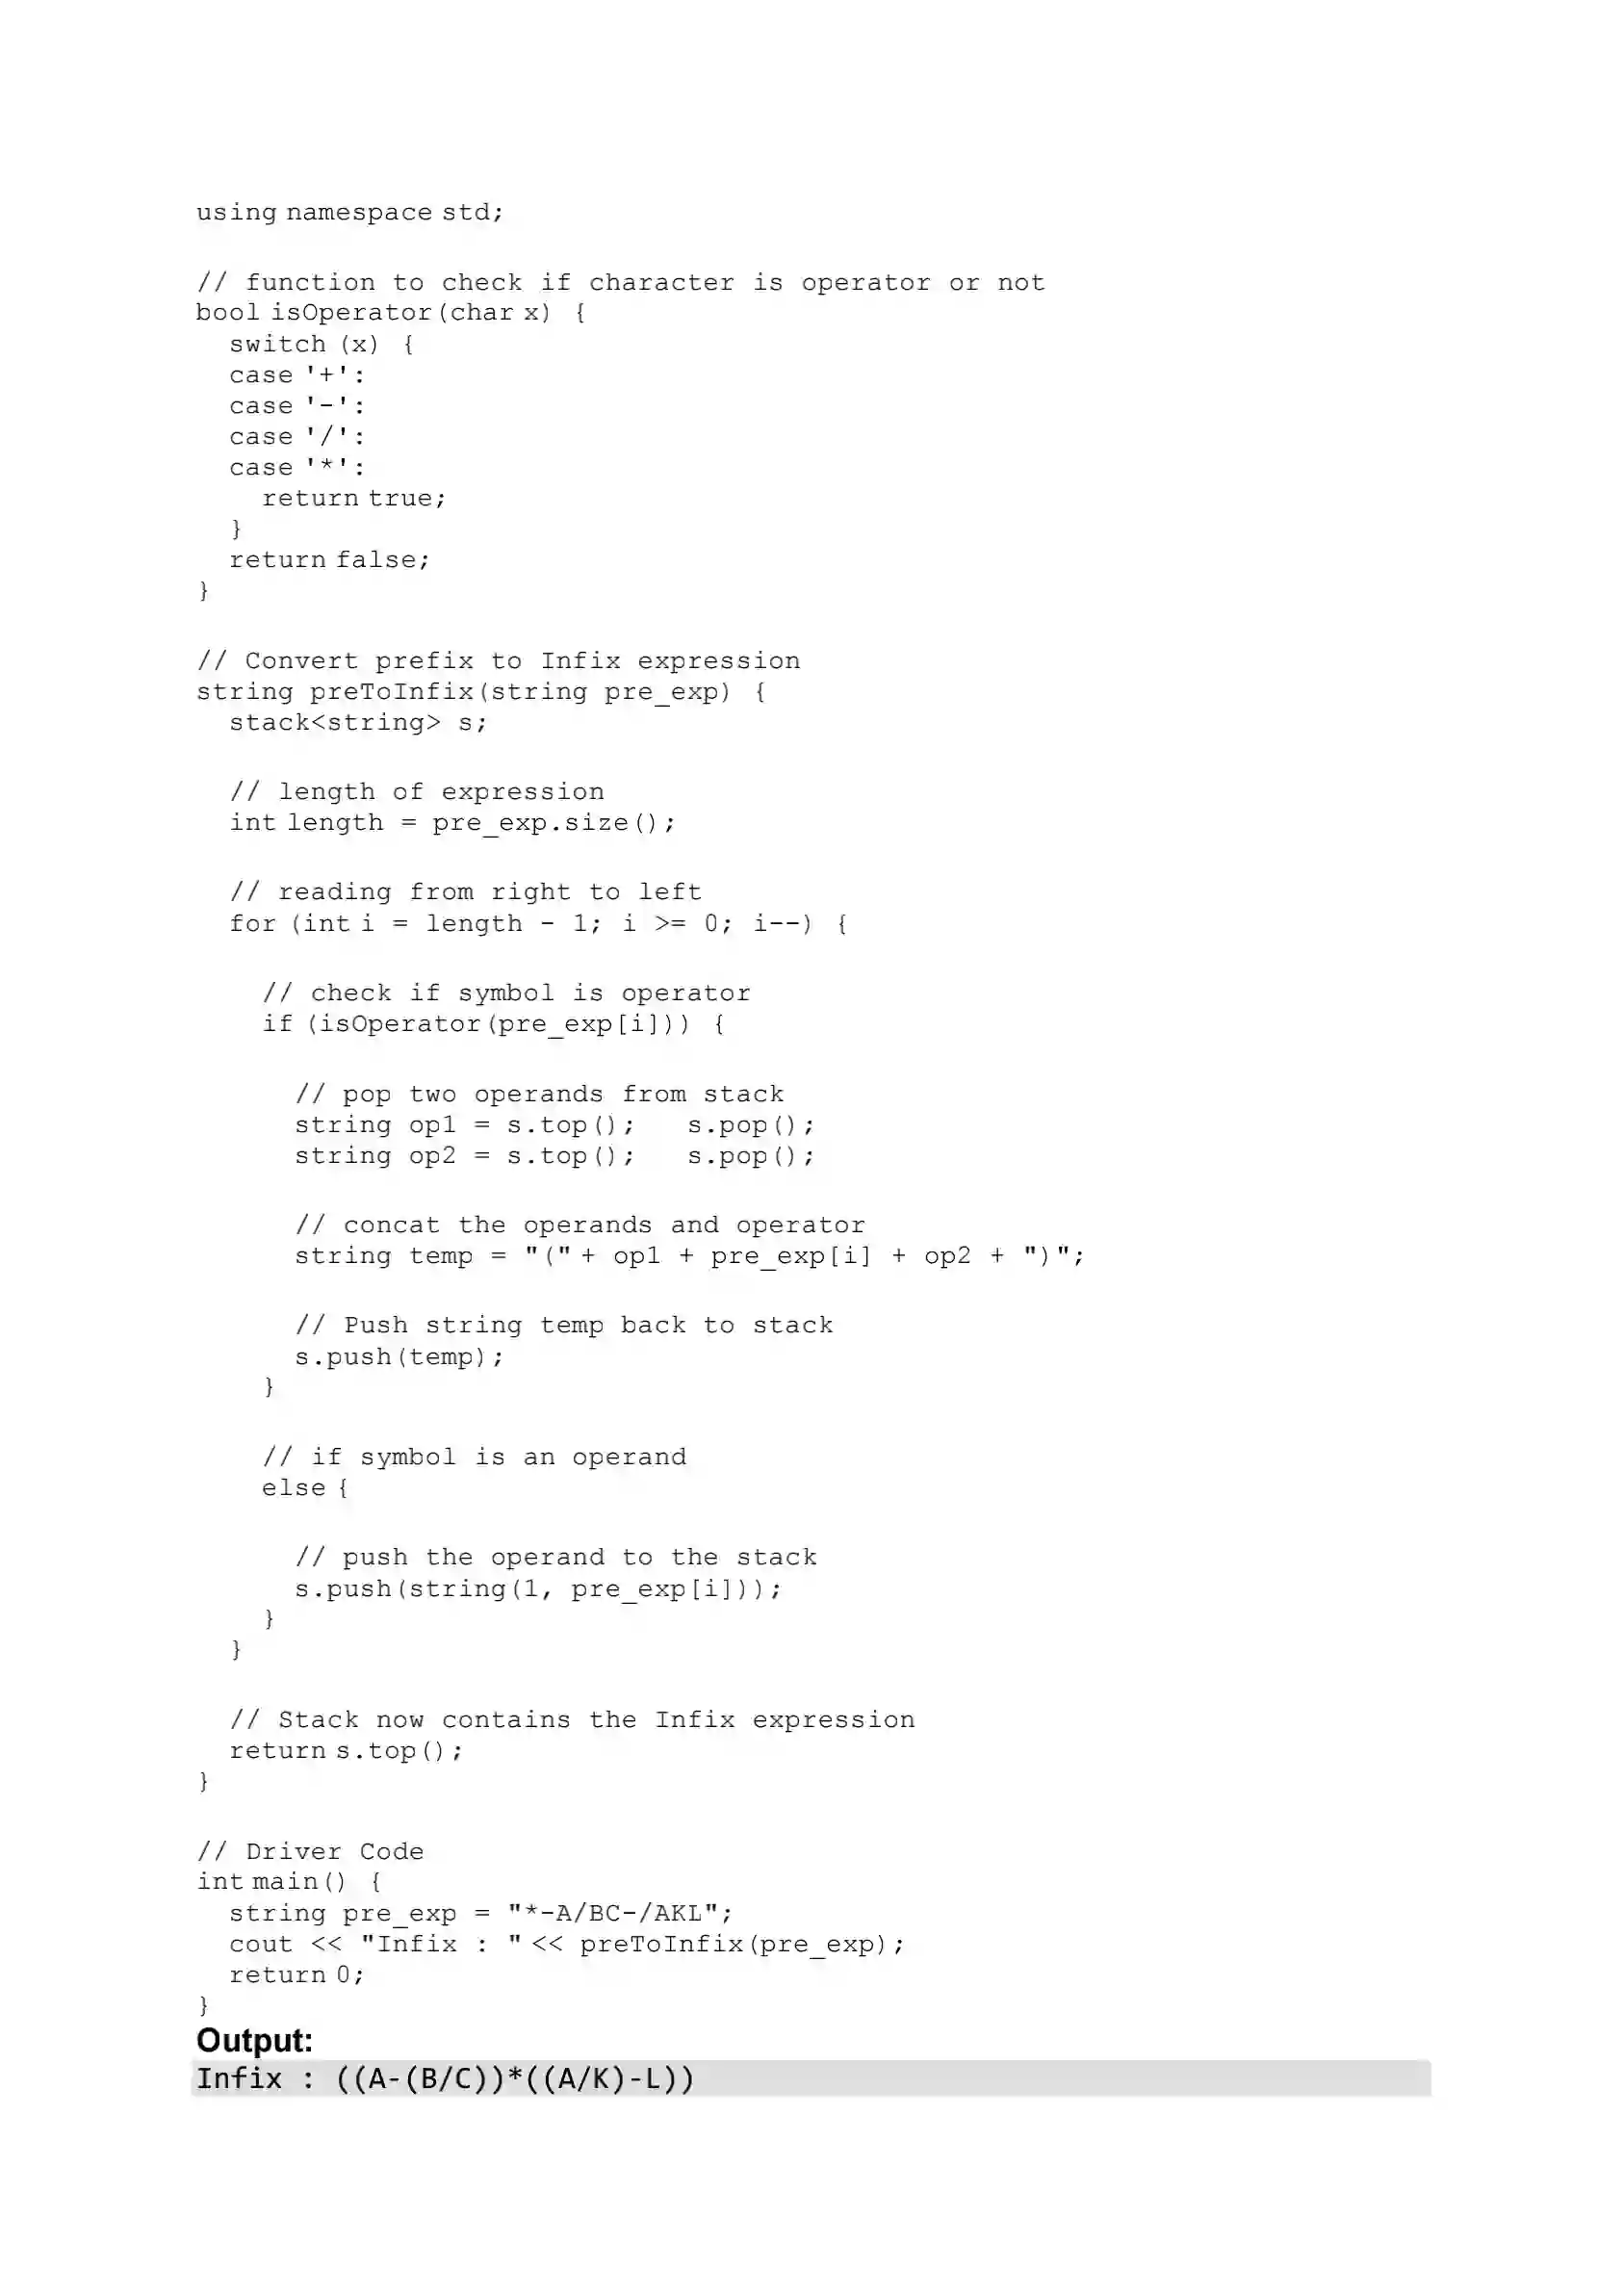 using namespace std;
// function to check if character is operator or not
bool isOperator(char x) {
switch (x) {
case '+':
case '-':
case '/':
case '*':
return true;
}
return false;
}
// Convert prefix to Infix expression
string preToInfix(string pre_exp) {
stack<string> s;
// length of expression
int length = pre_exp.size();
// reading from right to left
for (int i = length - 1; i >= 0; i--) {
// check if symbol is operator
if (isOperator(pre_exp[i])) {
// pop two operands from stack
string op1 = s.top(); s.pop();
string op2 = s.top(); s.pop();
// concat the operands and operator
string temp = "(" + op1 + pre_exp[i] + op2 + ")";
// Push string temp back to stack
s.push(temp);
}
// if symbol is an operand
else {
// push the operand to the stack
s.push(string(1, pre_exp[i]));
}
}
// Stack now contains the Infix expression
return s.top();
}
// Driver Code
int main() {
string pre_exp = "*-A/BC-/AKL";
cout << "Infix : " << preToInfix(pre_exp);
return 0;
}
Output:
Infix : ((A-(B/C))*((A/K)-L))